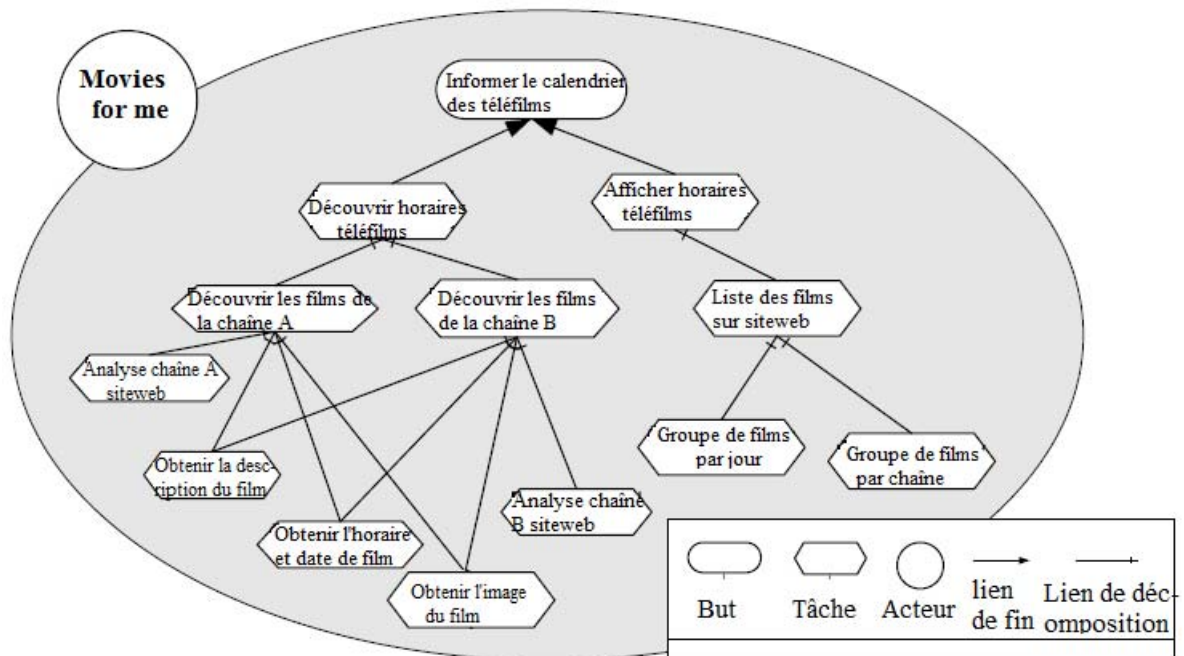 Movies
for me
Informer le calendrier
des téléfilms
Découvrir horaires
téléfilms
Afficher horaires
téléfilms
Découvrir les films de
la chaîne A
Découvrir les films
de la chaîne B
Liste des films
sur siteweb
Analyse chaîne A
siteweb
Groupe de films
par jour
Groupe de films
par chaîne
Obtenir la desc-
ription du film
Analyse chaîne
B siteweb
Obtenir l'horaire
et date de film
Obtenir l'image
du film
But
Tâche
Acteur
lien
de fin
Lien de déc-
omposition